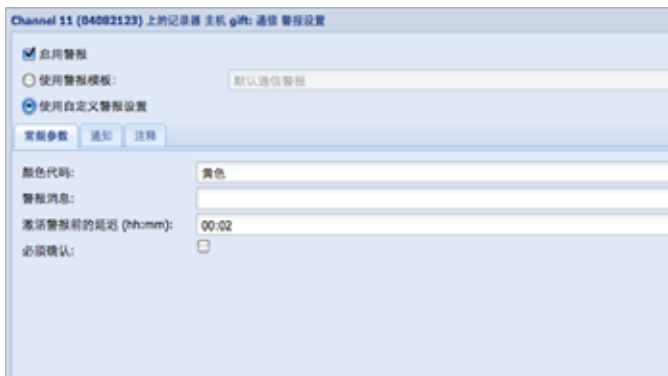 Channel 11 (04082123) 上的记录器 主机 gift: 通信 警报设置
启用警报
使用警报模板: 默认通信警报
使用自定义警报设置
常规参数 通知 注释
颜色代码: 黄色
警报消息:
激活警报前的延迟 (hh:mm): 00:02
必须确认: